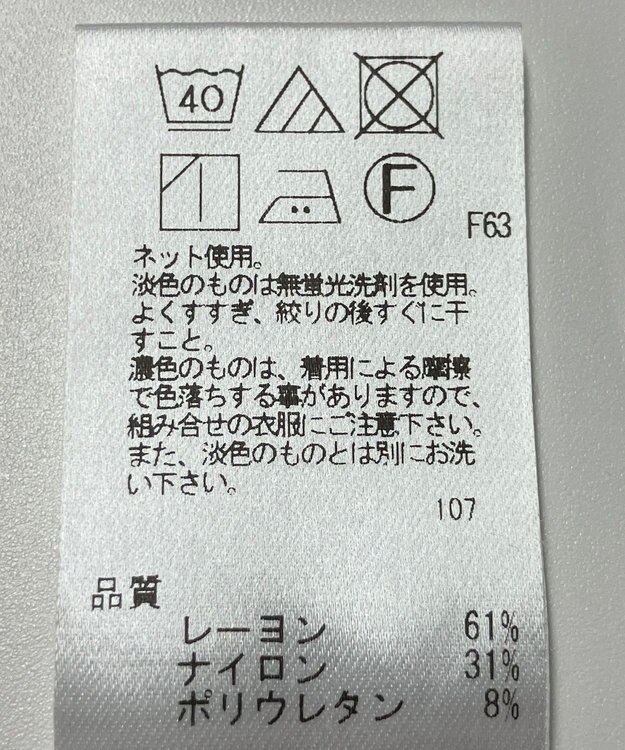 40
F
F63
ネット使用。
淡色のものは無蛍光洗剤を使用。
よくすすぎ、絞りの後すぐに干
すこと。
濃色のものは、着用による摩擦
で色落ちする事がありますので、
組み合せの衣服にご注意下さい。
また、淡色のものとは別にお洗
い下さい。
107
品質
レーヨン 61%
ナイロン 31%
ポリウレタン 8%